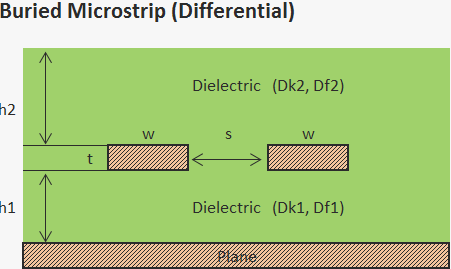 Buried Microstrip (Differential)
Dielectric (Dk2, Df2)
h2
w s w
t
h1
Dielectric (Dk1, Df1)
Plane